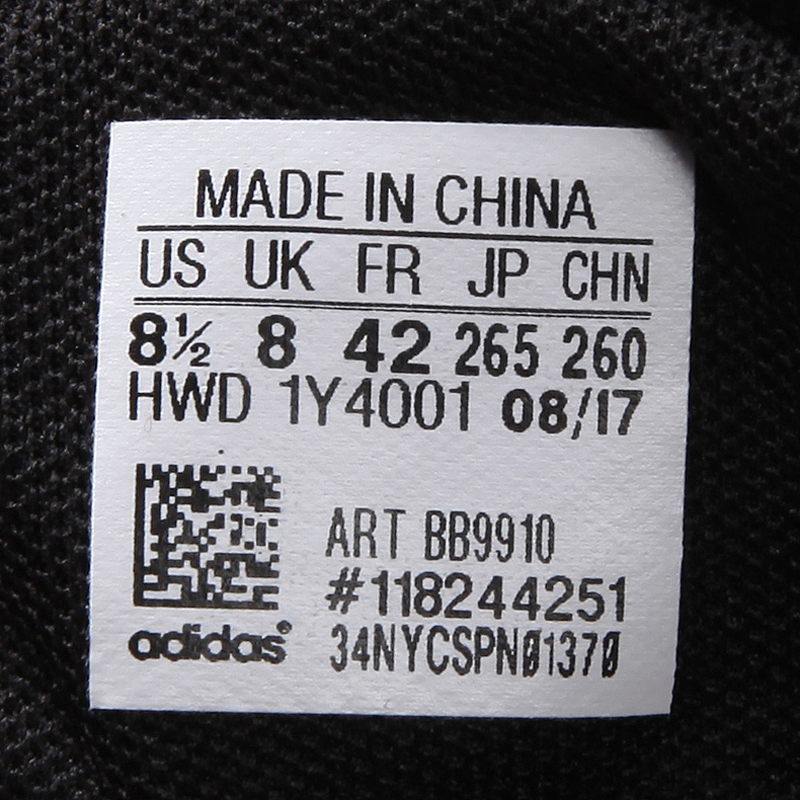 MADE IN CHINA
US UK FR JP CHN
8½ 8 42 265 260
HWD 1Y4001 08/17
ART BB9910
#118244251
adidas®
34NYCSPN01370